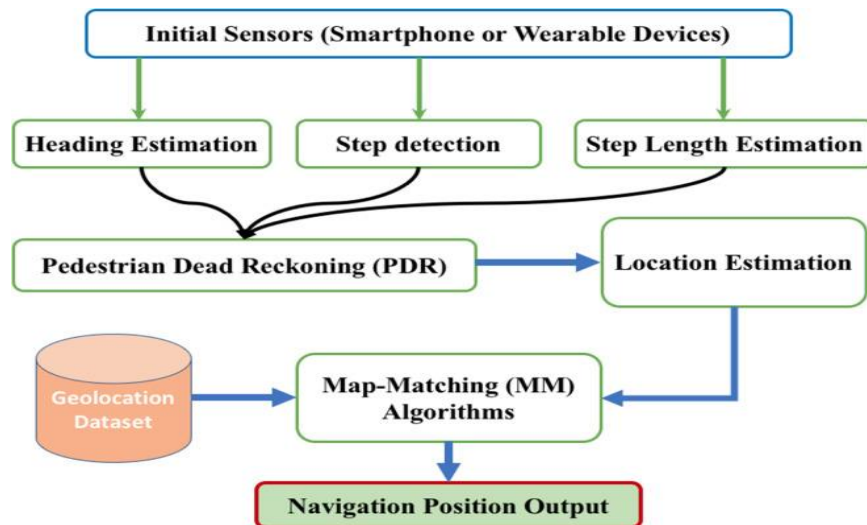 Initial Sensors (Smartphone or Wearable Devices)
Heading Estimation
Step detection
Step Length Estimation
Pedestrian Dead Reckoning (PDR)
Location Estimation
Geolocation
Dataset
Map-Matching (MM)
Algorithms
Navigation Position Output